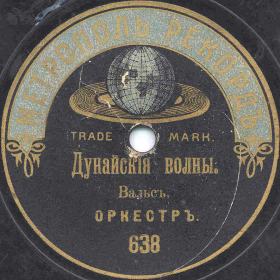 МЕТРОПОЛЬ РЕКОРДЪ
TRADE MARK.
Дунайскія волны.
Вальсъ.
ОРКЕСТРЪ.
638